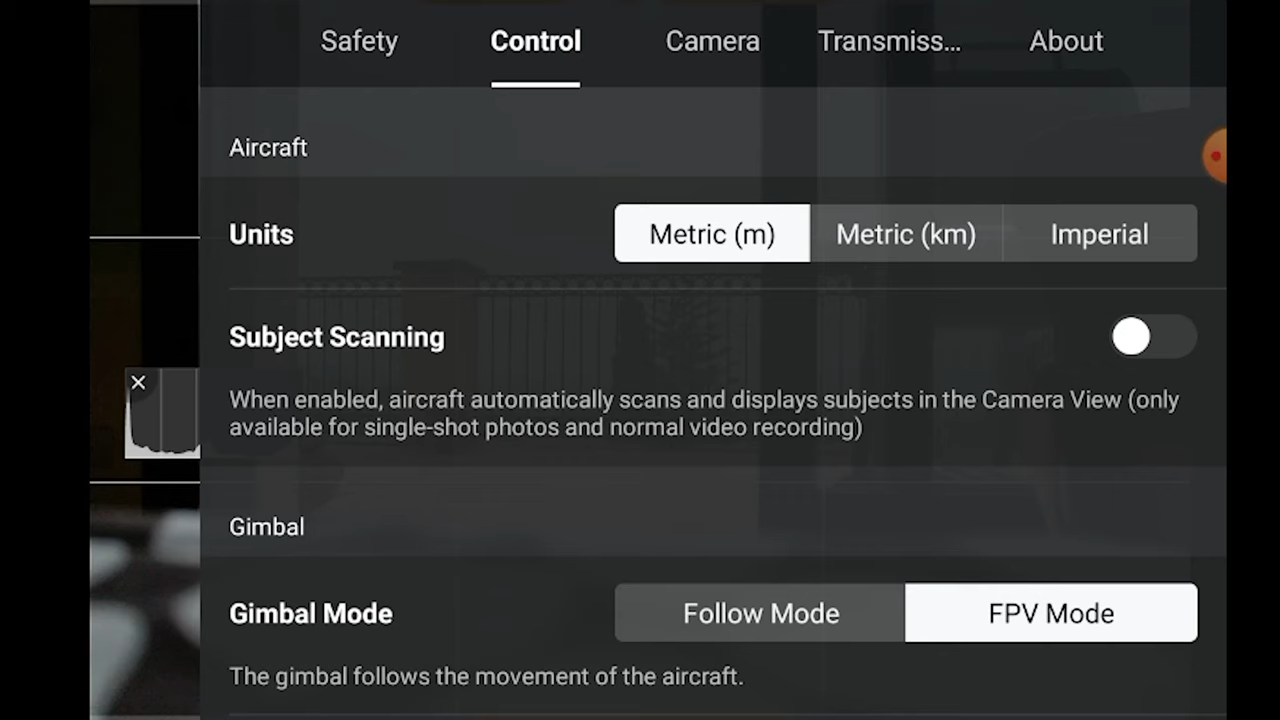 Safety Control Camera Transmiss... About
Aircraft
Units Metric (m) Metric (km) Imperial
Subject Scanning
When enabled, aircraft automatically scans and displays subjects in the Camera View (only
available for single-shot photos and normal video recording)
Gimbal
Gimbal Mode Follow Mode FPV Mode
The gimbal follows the movement of the aircraft.